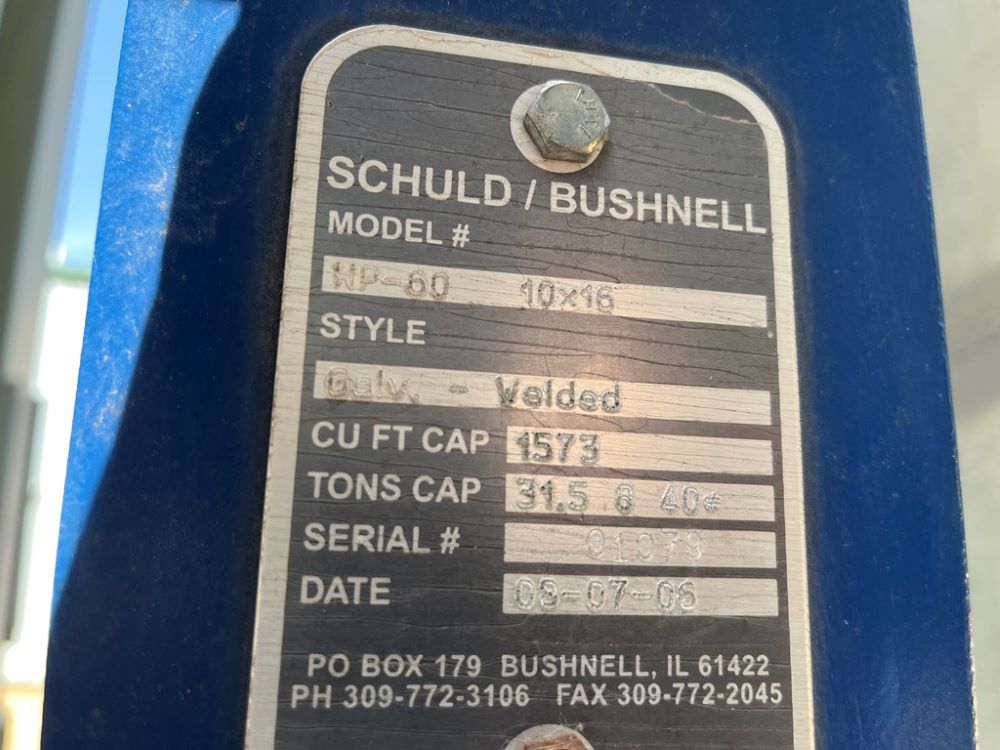 SCHULD / BUSHNELL
MODEL #
HP-60 10x16
STYLE
Galv. - Welded
CU FT CAP 1573
TONS CAP 31.5 @ 40#
SERIAL # 01979
DATE 08-07-06
PO BOX 179 BUSHNELL, IL 61422
PH 309-772-3106 FAX 309-772-2045